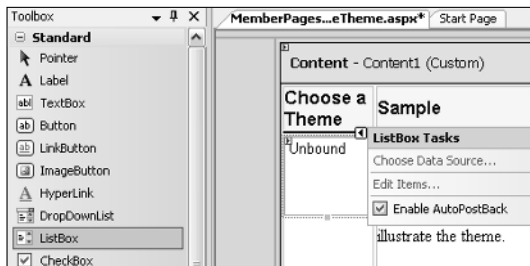 Toolbox
MemberPages...eTheme.aspx* Start Page
Standard
Pointer
A Label
abl TextBox
ab Button
ab LinkButton
ImageButton
A HyperLink
DropDownList
ListBox
CheckBox
Content - Content1 (Custom)
Choose a
Theme
Sample
Unbound
ListBox Tasks
Choose Data Source...
Edit Items...
Enable AutoPostBack
illustrate the theme.